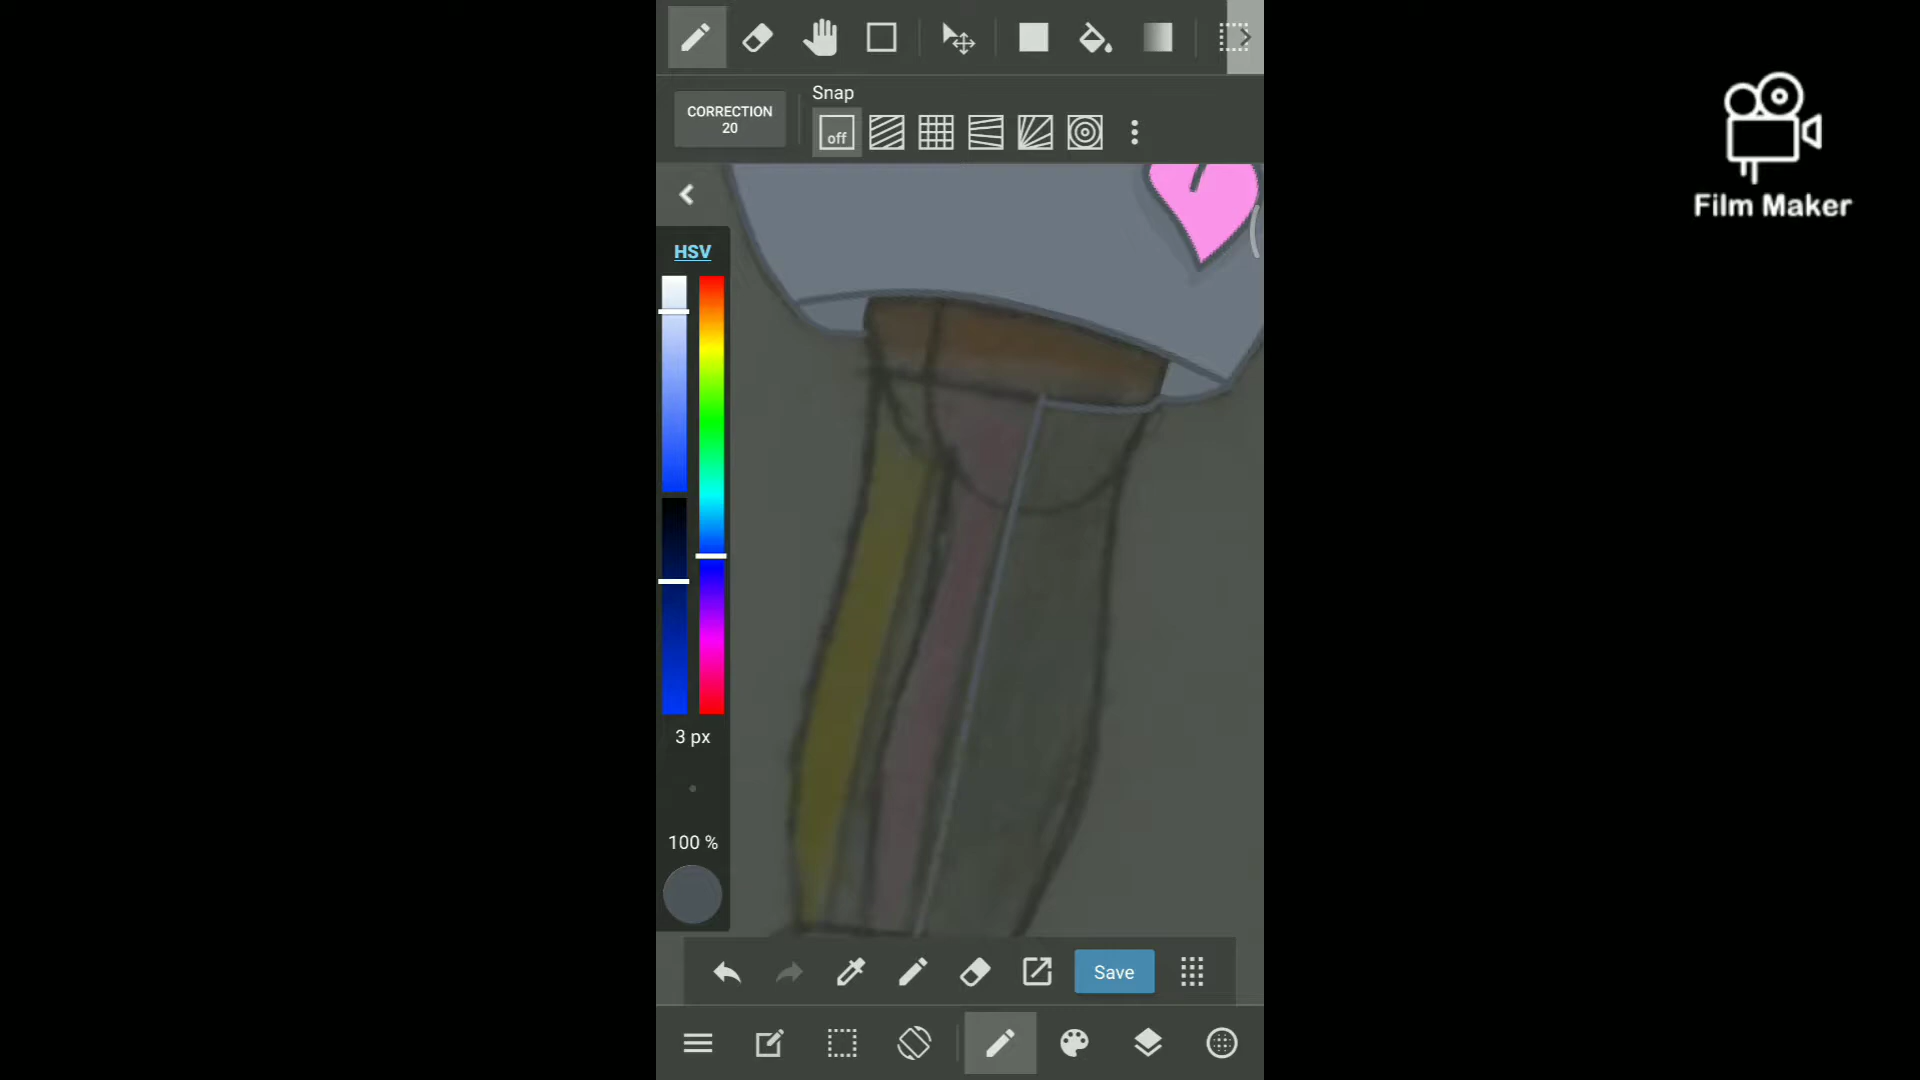 Snap
CORRECTION
20
off
HSV
3 px
100 %
Save
Film Maker